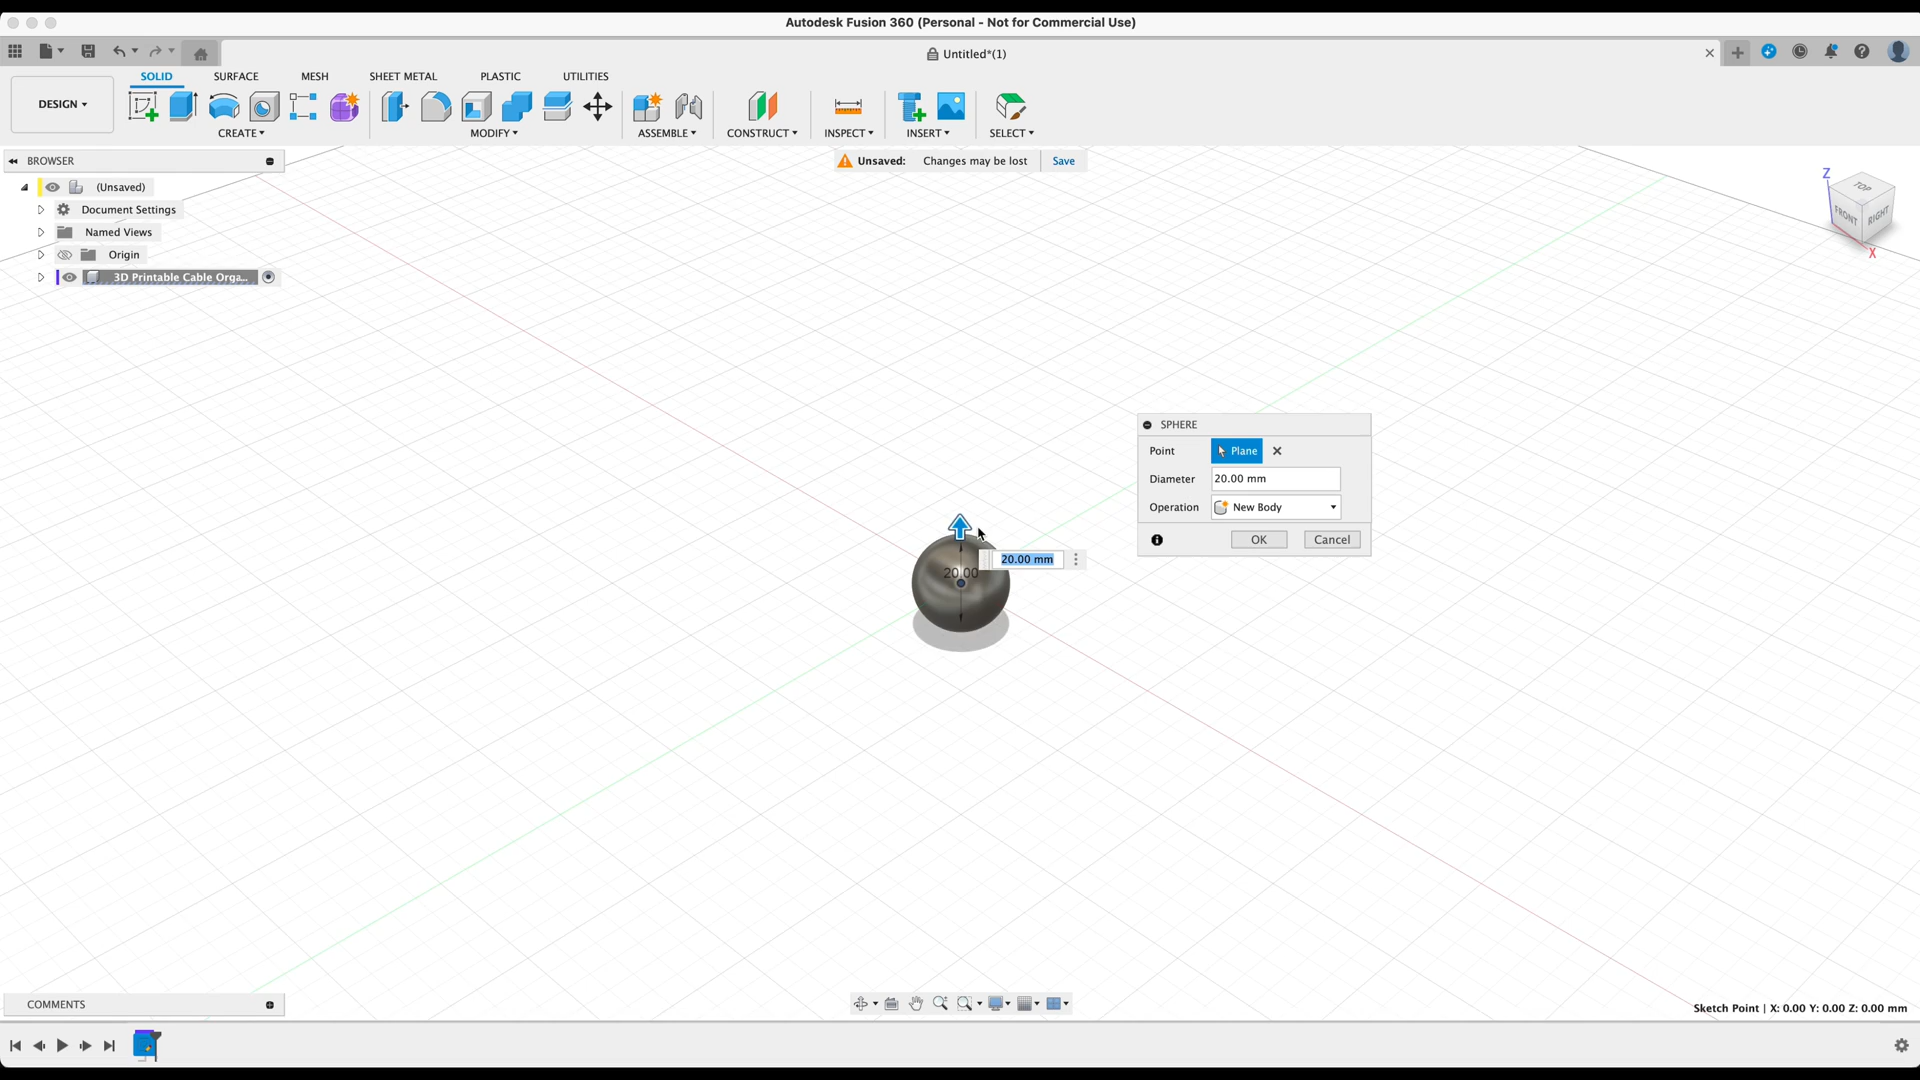 Autodesk Fusion 360 (Personal - Not for Commercial Use)
Untitled*(1)
SOLID SURFACE MESH SHEET METAL PLASTIC UTILITIES
DESIGN
CREATE MODIFY ASSEMBLE CONSTRUCT INSPECT INSERT SELECT
BROWSER
Unsaved: Changes may be lost Save
(Unsaved)
Document Settings
Named Views
Origin
3D Printable Cable Orga...
Z
TOP
FRONT
RIGHT
X
SPHERE
Point Plane
Diameter 20.00 mm
Operation New Body
OK Cancel
20.00 mm
20.00
COMMENTS
Sketch Point | X: 0.00 Y: 0.00 Z: 0.00 mm